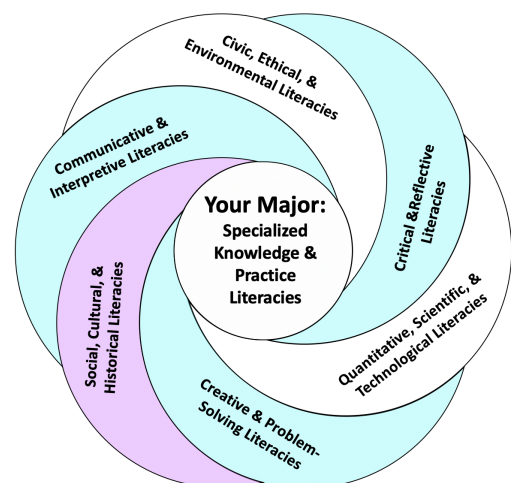 Civic, Ethical, &
Environmental Literacies
Critical &Reflective
Literacies
Quantitative, Scientific, &
Technological Literacies
Creative & Problem-
Solving Literacies
Social, Cultural, &
Historical Literacies
Communicative &
Interpretive Literacies
Your Major:
Specialized
Knowledge &
Practice
Literacies